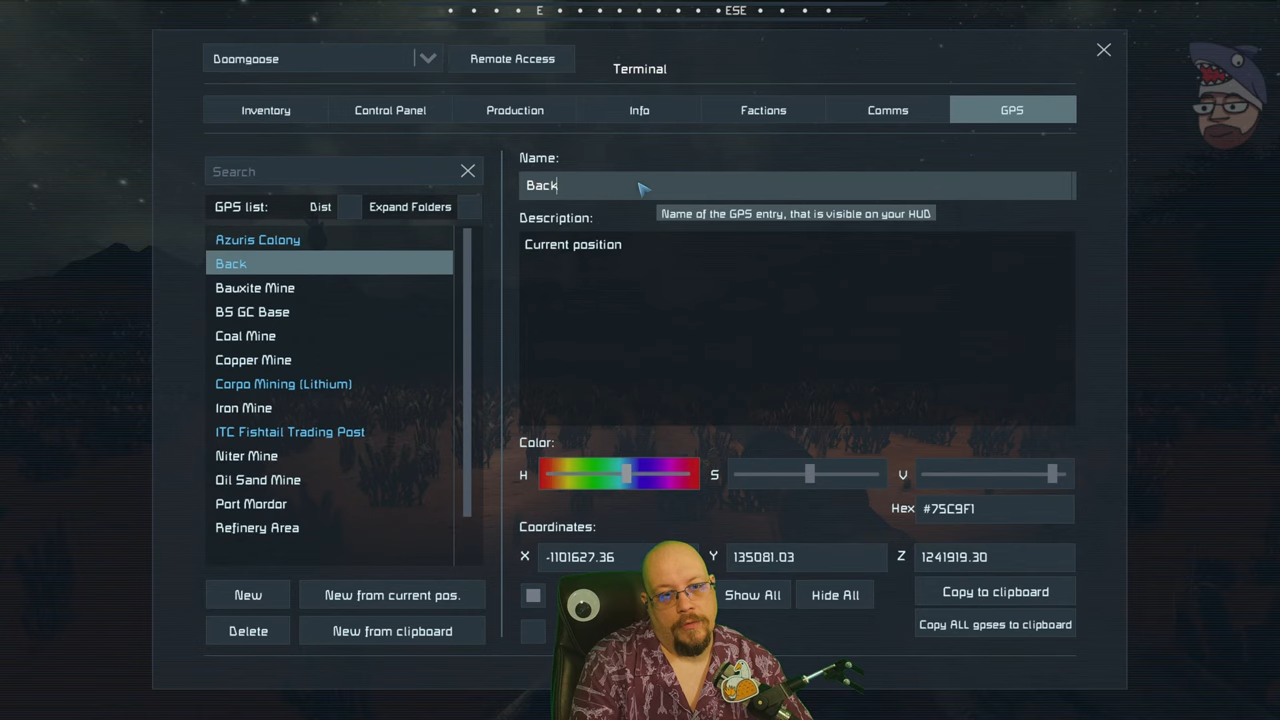 E ESE
Doomgoose
Remote Access
Terminal
Inventory Control Panel Production Info Factions Comms GPS
Search
Name:
Back
Name of the GPS entry, that is visible on your HUD
GPS list: Dist Expand Folders
Description:
Current position
Azuris Colony
Back
Bauxite Mine
BS GC Base
Coal Mine
Copper Mine
Corpo Mining (Lithium)
Iron Mine
ITC Fishtail Trading Post
Niter Mine
Oil Sand Mine
Port Mordor
Refinery Area
Color:
H S V
Hex #75C9F1
Coordinates:
X -1101627.36 Y 135081.03 Z 1241919.30
New New from current pos. Show All Hide All Copy to clipboard
Delete New from clipboard Copy ALL gpses to clipboard